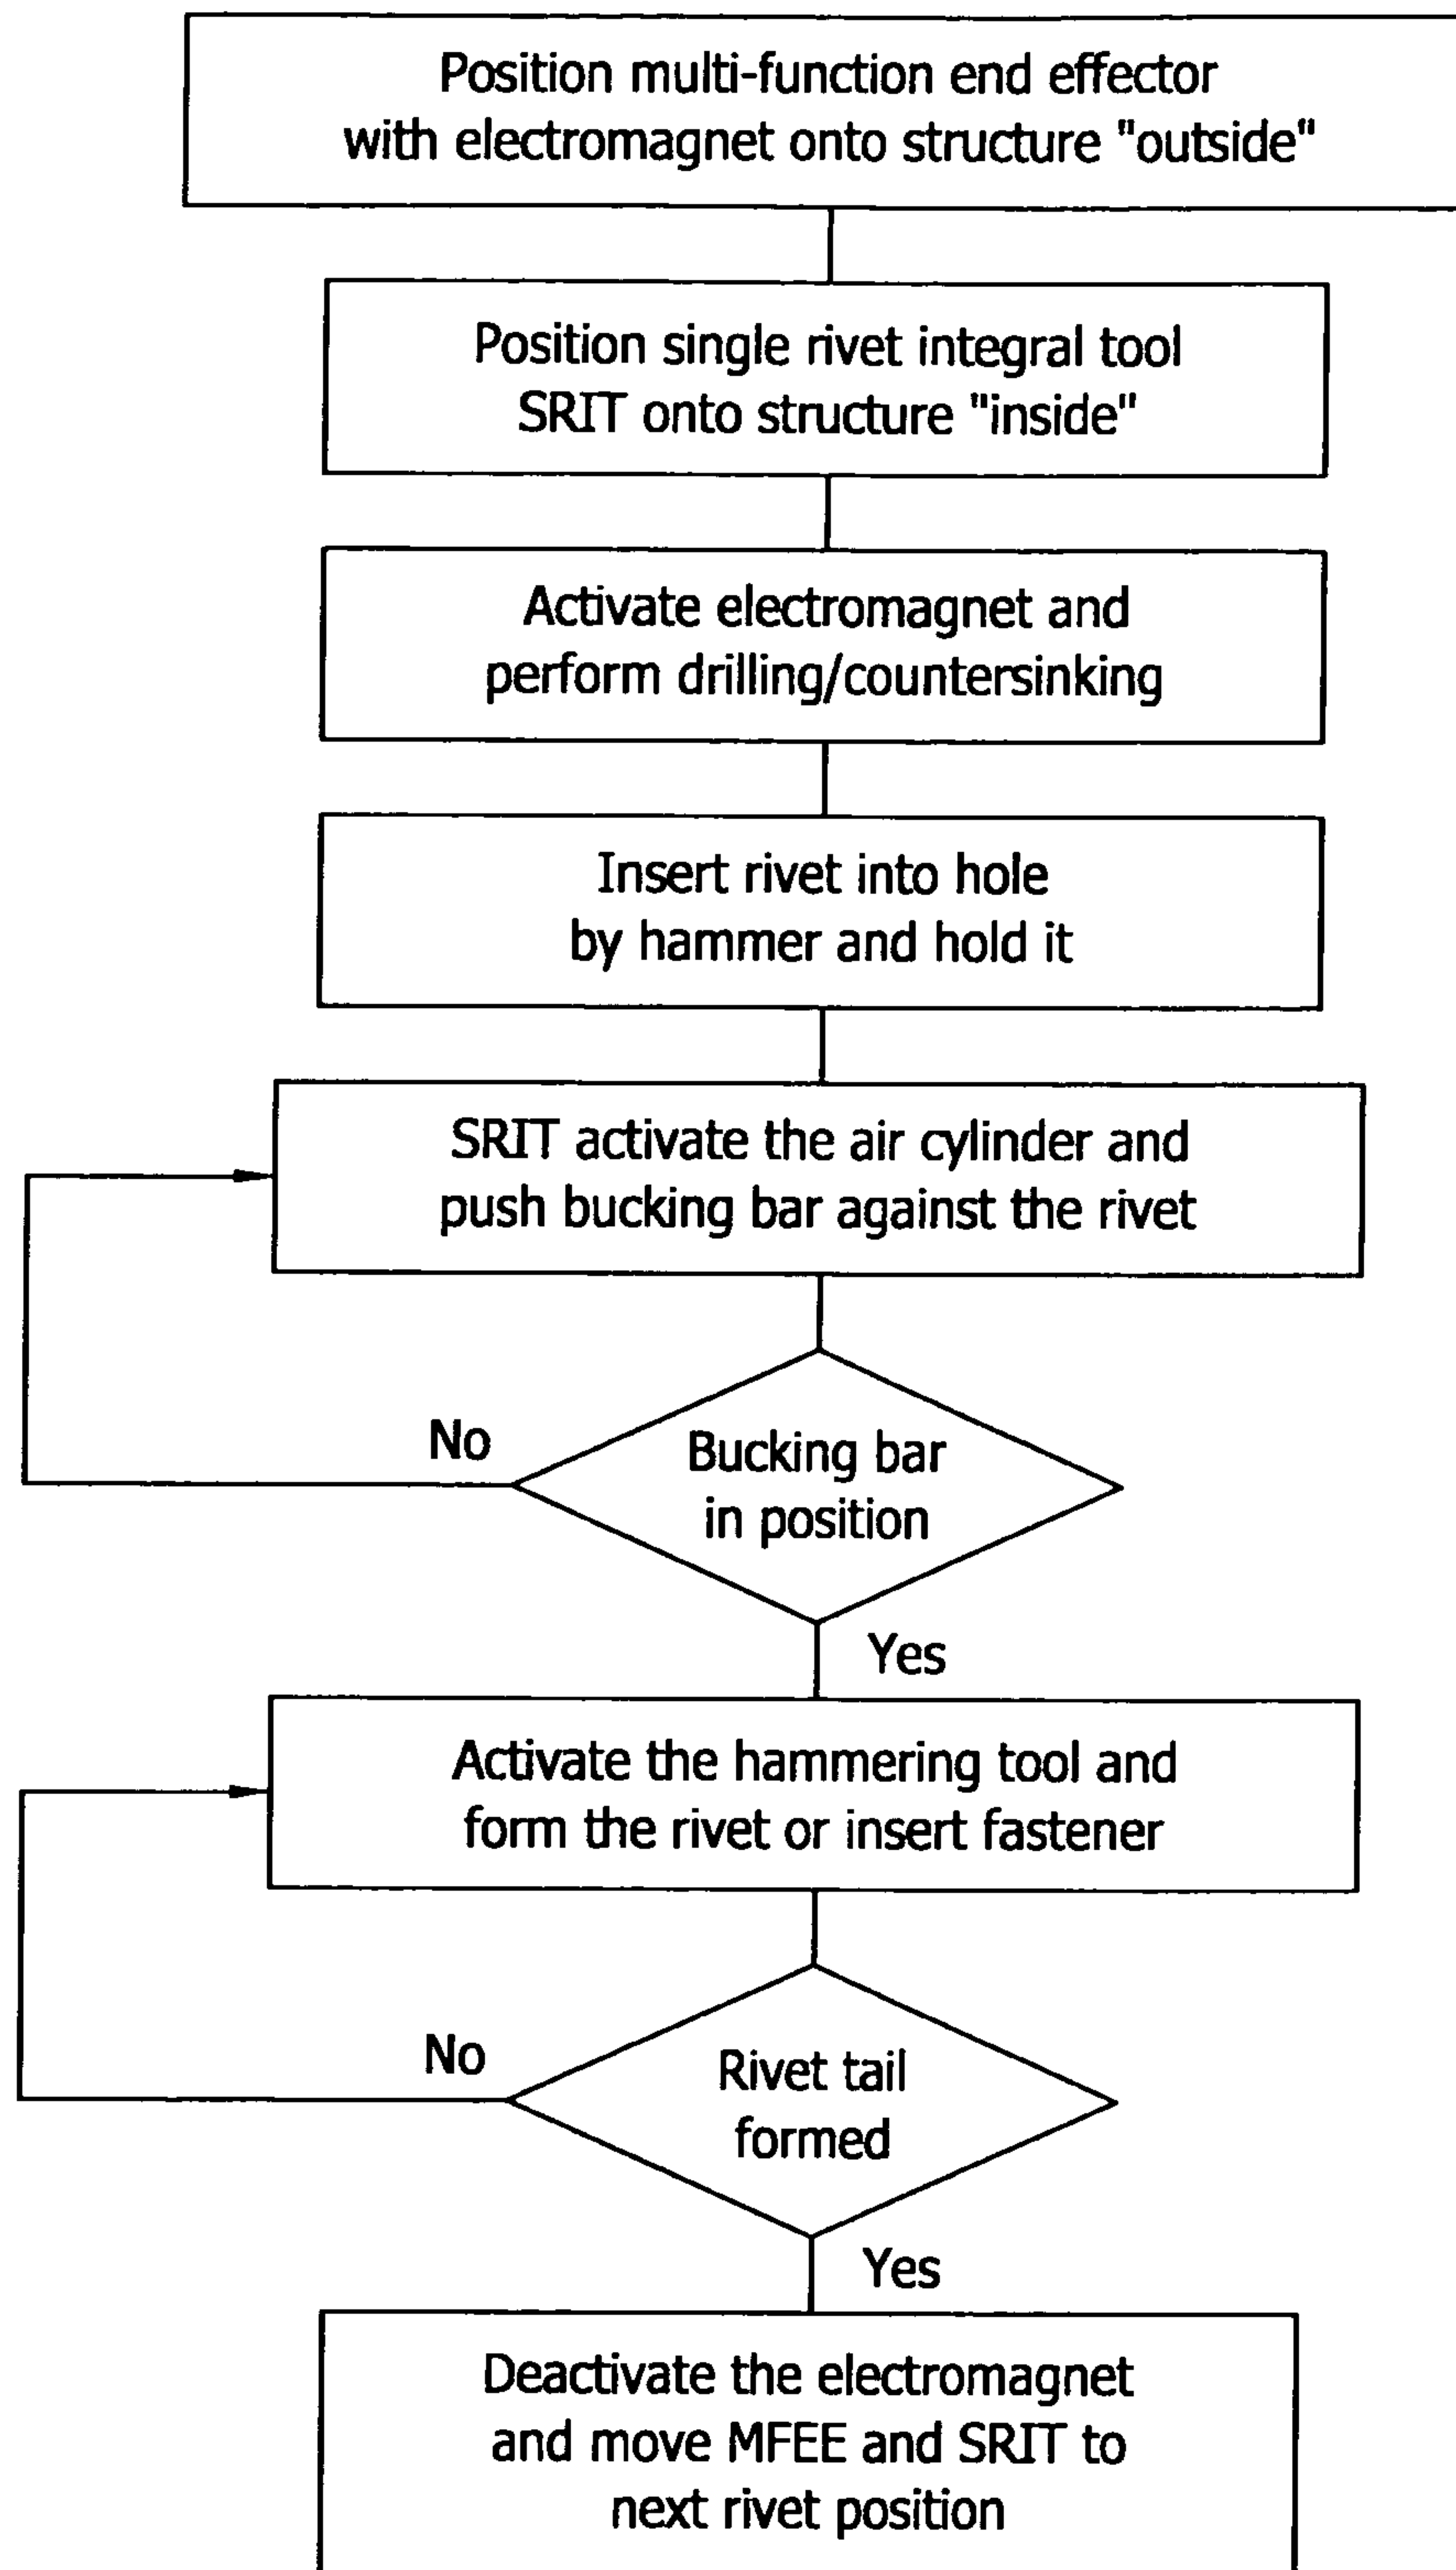 Position multi-function end effector
with electromagnet onto structure "outside"
Position single rivet integral tool
SRIT onto structure "inside"
Activate electromagnet and
perform drilling/countersinking
Insert rivet into hole
by hammer and hold it
SRIT activate the air cylinder and
push bucking bar against the rivet
No
Bucking bar
in position
Yes
Activate the hammering tool and
form the rivet or insert fastener
No
Rivet tail
formed
Yes
Deactivate the electromagnet
and move MFEE and SRIT to
next rivet position